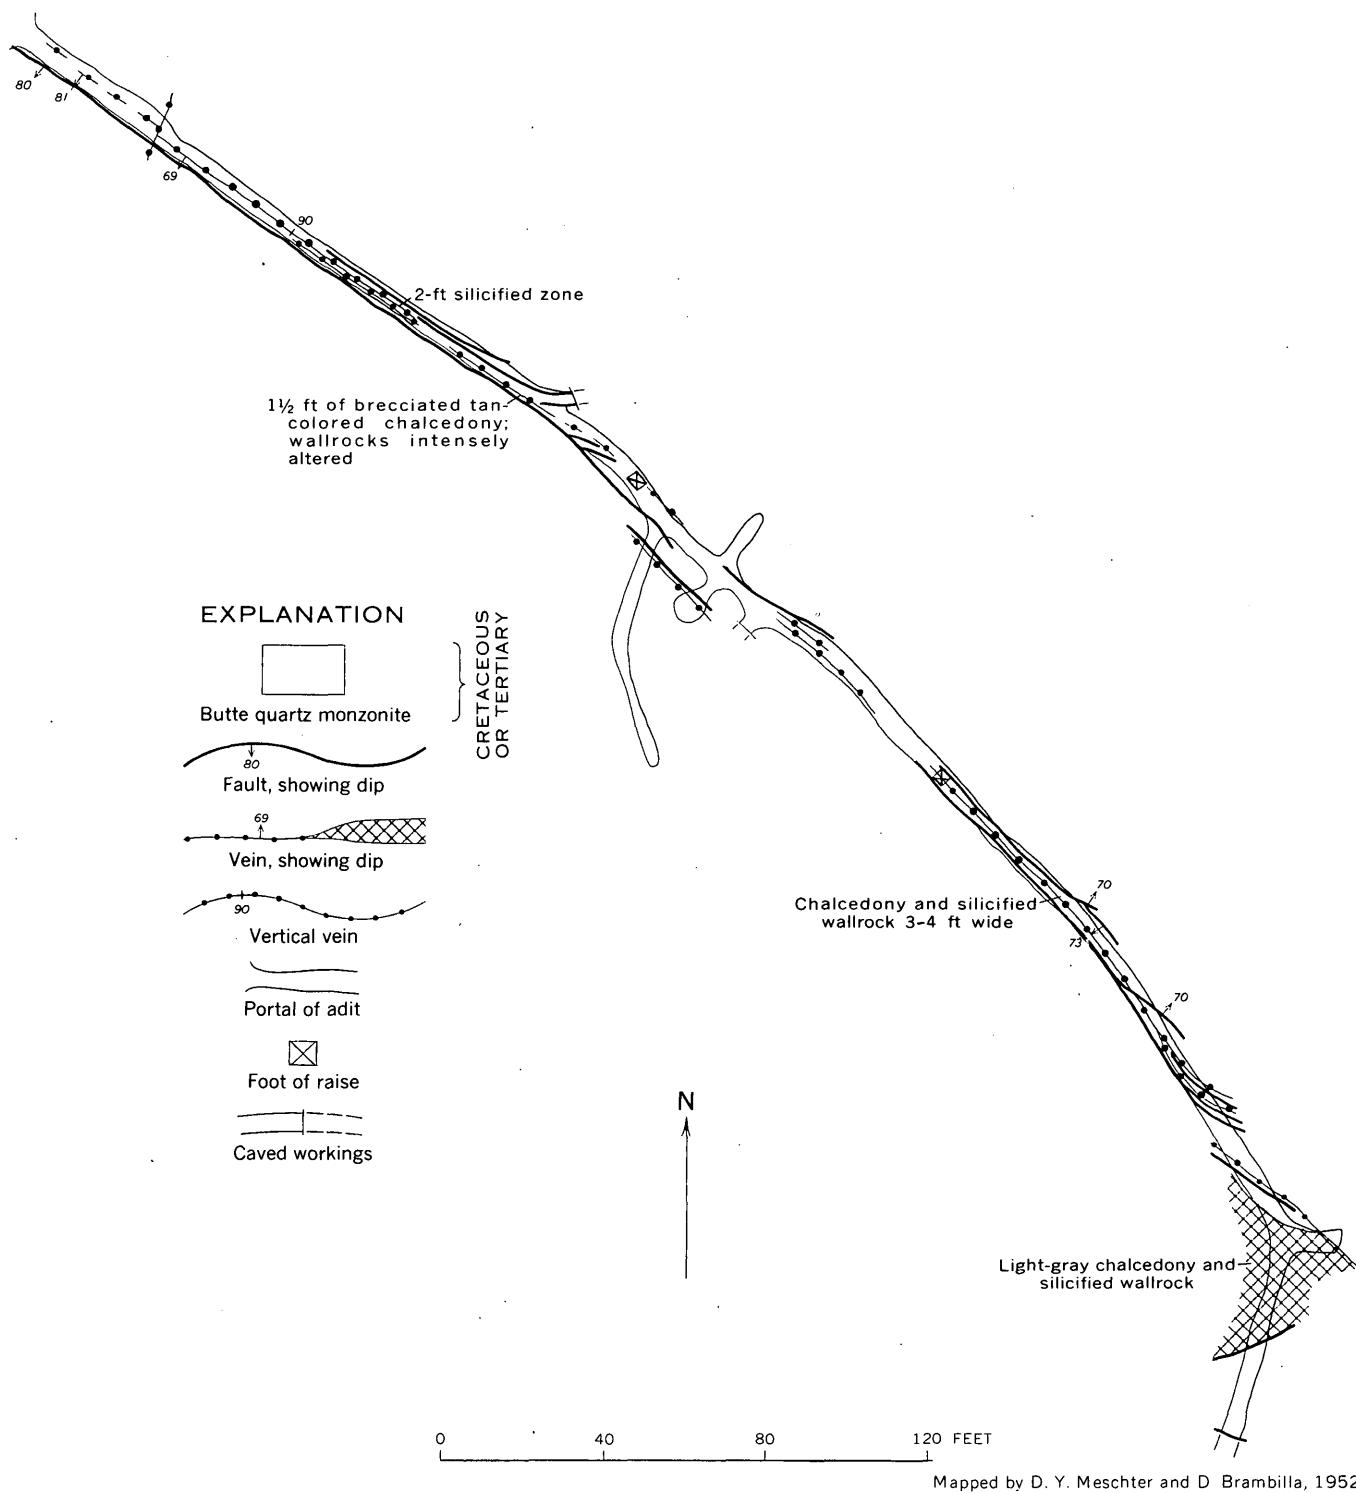 80
81
69
90
2-ft silicified zone
1½ ft of brecciated tan-
colored chalcedony;
wallrocks intensely
altered
EXPLANATION
Butte quartz monzonite
CRETACEOUS
OR TERTIARY
80
Fault, showing dip
69
Vein, showing dip
90
Vertical vein
Portal of adit
Foot of raise
Caved workings
N
70
Chalcedony and silicified
wallrock 3-4 ft wide
73
70
Light-gray chalcedony and
silicified wallrock
0 40 80 120 FEET
Mapped by D. Y. Meschter and D Brambilla, 1952